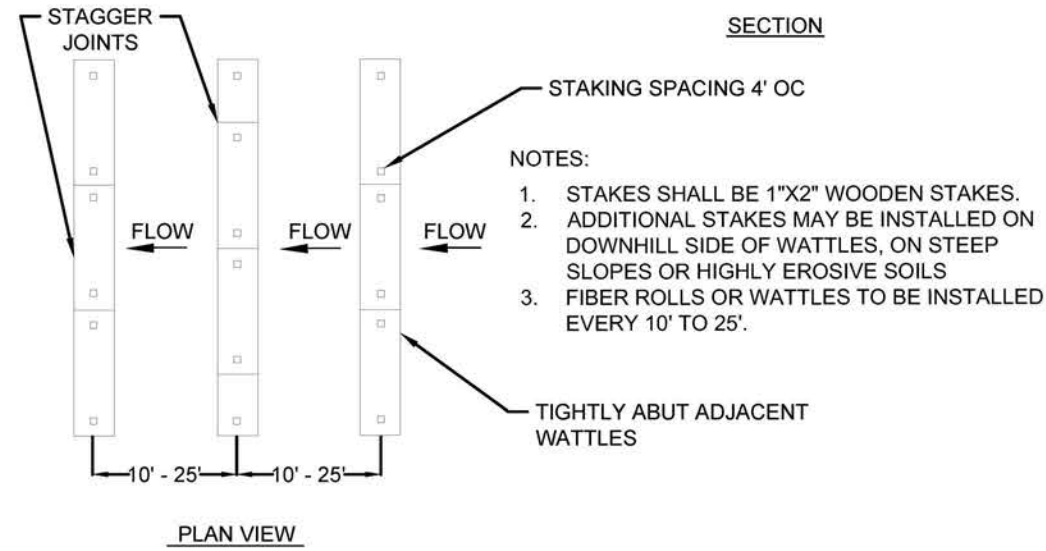 STAGGER
JOINTS
SECTION
STAKING SPACING 4' OC
NOTES:
1. STAKES SHALL BE 1"X2" WOODEN STAKES.
2. ADDITIONAL STAKES MAY BE INSTALLED ON
DOWNHILL SIDE OF WATTLES, ON STEEP
SLOPES OR HIGHLY EROSIVE SOILS
3. FIBER ROLLS OR WATTLES TO BE INSTALLED
EVERY 10' TO 25'.
FLOW
FLOW
FLOW
TIGHTLY ABUT ADJACENT
WATTLES
10' - 25'
10' - 25'
PLAN VIEW